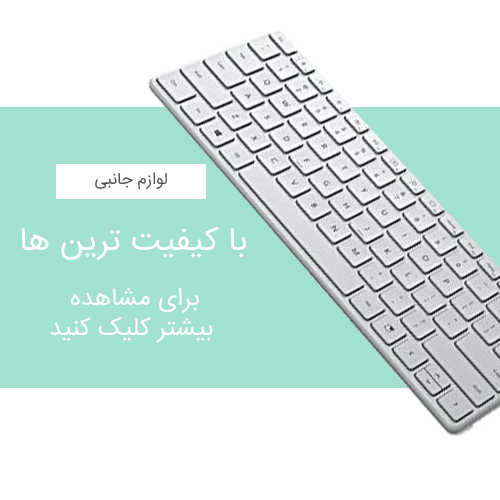 لوازم جانبی
با کیفیت ترین ها
برای مشاهده
بیشتر کلیک کنید